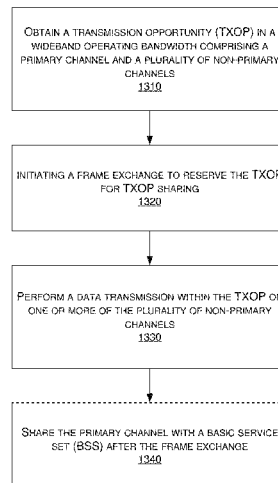 OBTAIN A TRANSMISSION OPPORTUNITY (TXOP) IN A
WIDEBAND OPERATING BANDWIDTH COMPRISING A
PRIMARY CHANNEL AND A PLURALITY OF NON-PRIMARY
CHANNELS
1310
INITIATING A FRAME EXCHANGE TO RESERVE THE TXOP
FOR TXOP SHARING
1320
PERFORM A DATA TRANSMISSION WITHIN THE TXOP ON
ONE OR MORE OF THE PLURALITY OF NON-PRIMARY
CHANNELS
1330
SHARE THE PRIMARY CHANNEL WITH A BASIC SERVICE
SET (BSS) AFTER THE FRAME EXCHANGE
1340